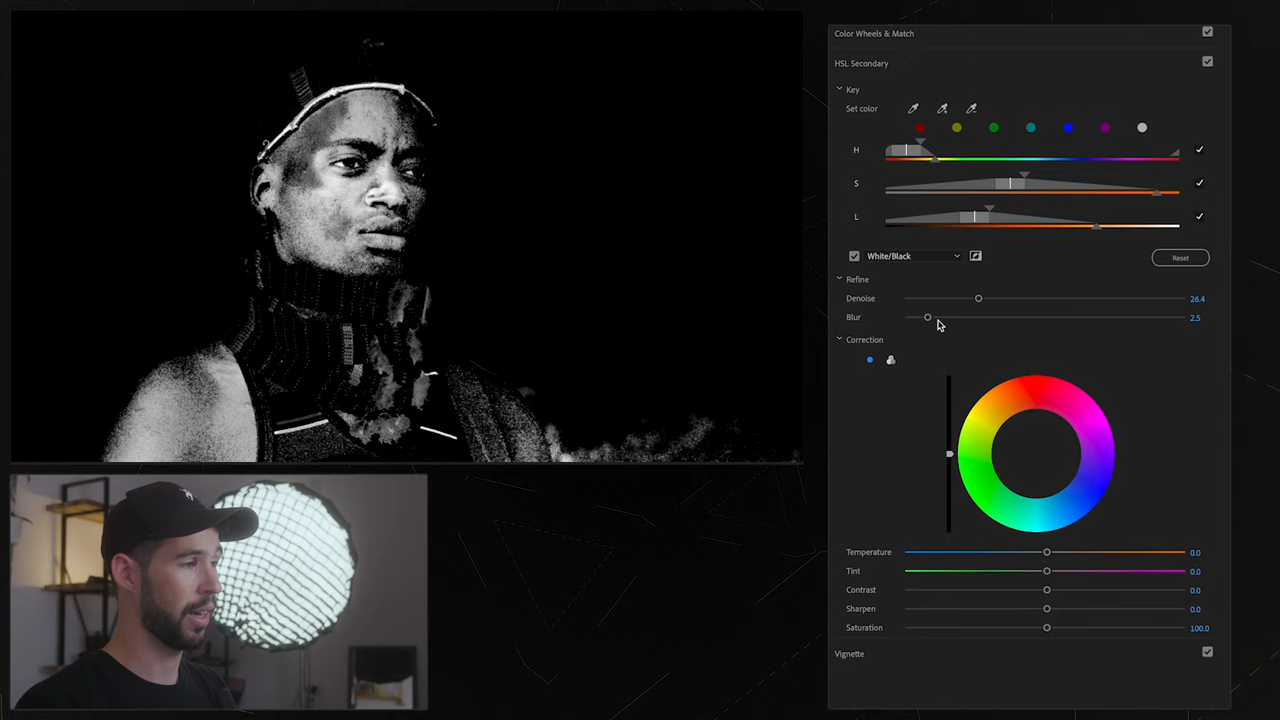 Color Wheels & Match
HSL Secondary
Key
Set color
H
S
L
White/Black
Reset
Refine
Denoise 26.4
Blur 2.5
Correction
Temperature 0.0
Tint 0.0
Contrast 0.0
Sharpen 0.0
Saturation 100.0
Vignette